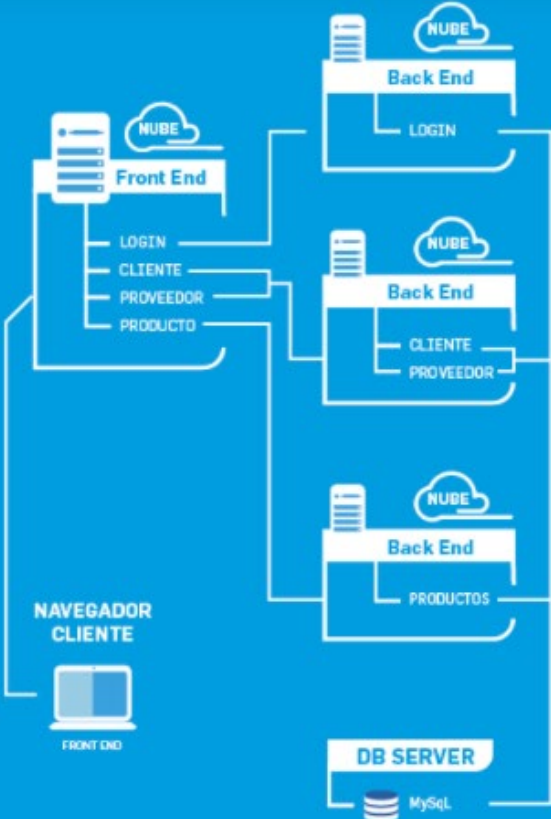 NUBE
Front End
LOGIN
CLIENTE
PROVEEDOR
PRODUCTO
NUBE
Back End
LOGIN
NUBE
Back End
CLIENTE
PROVEEDOR
NUBE
Back End
PRODUCTOS
NAVEGADOR
CLIENTE
FRONT END
DB SERVER
MySqL